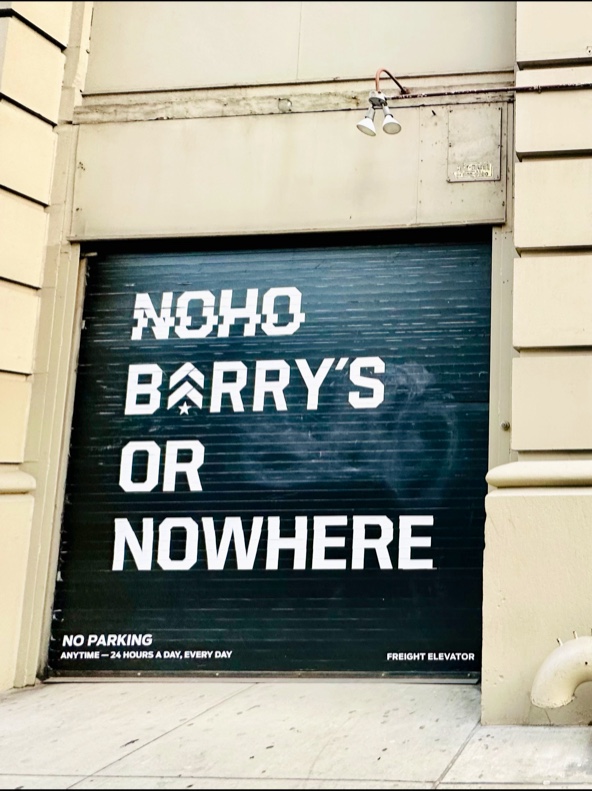 NOHO
BARRY'S
OR
NOWHERE
NO PARKING
ANYTIME — 24 HOURS A DAY, EVERY DAY
FREIGHT ELEVATOR